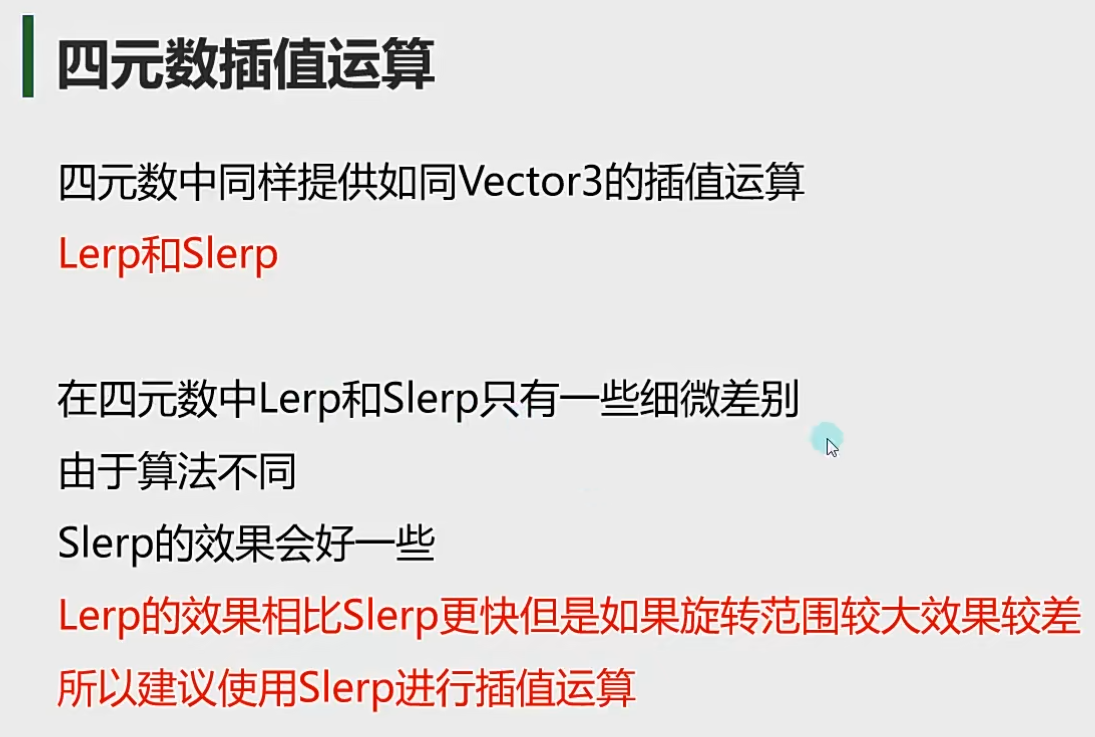 四元数插值运算
四元数中同样提供如同Vector3的插值运算
Lerp和Slerp
在四元数中Lerp和Slerp只有一些细微差别
由于算法不同
Slerp的效果会好一些
Lerp的效果相比Slerp更快但是如果旋转范围较大效果较差
所以建议使用Slerp进行插值运算